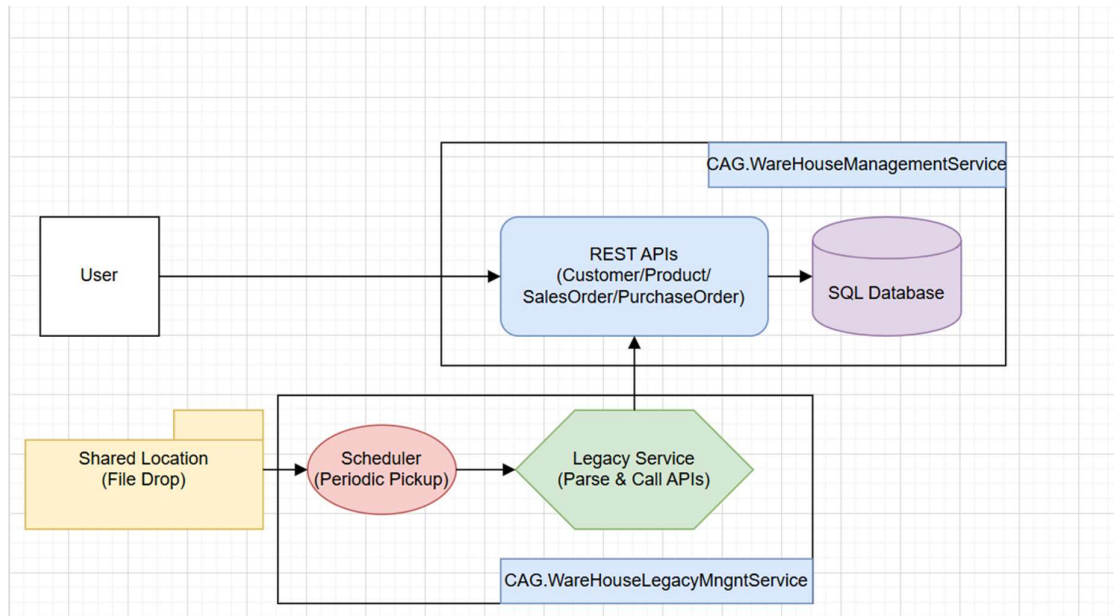 CAG.WareHouseManagementService
User
REST APIs
(Customer/Product/
SalesOrder/PurchaseOrder)
SQL Database
Shared Location
(File Drop)
Scheduler
(Periodic Pickup)
Legacy Service
(Parse & Call APIs)
CAG.WareHouseLegacyMngntService